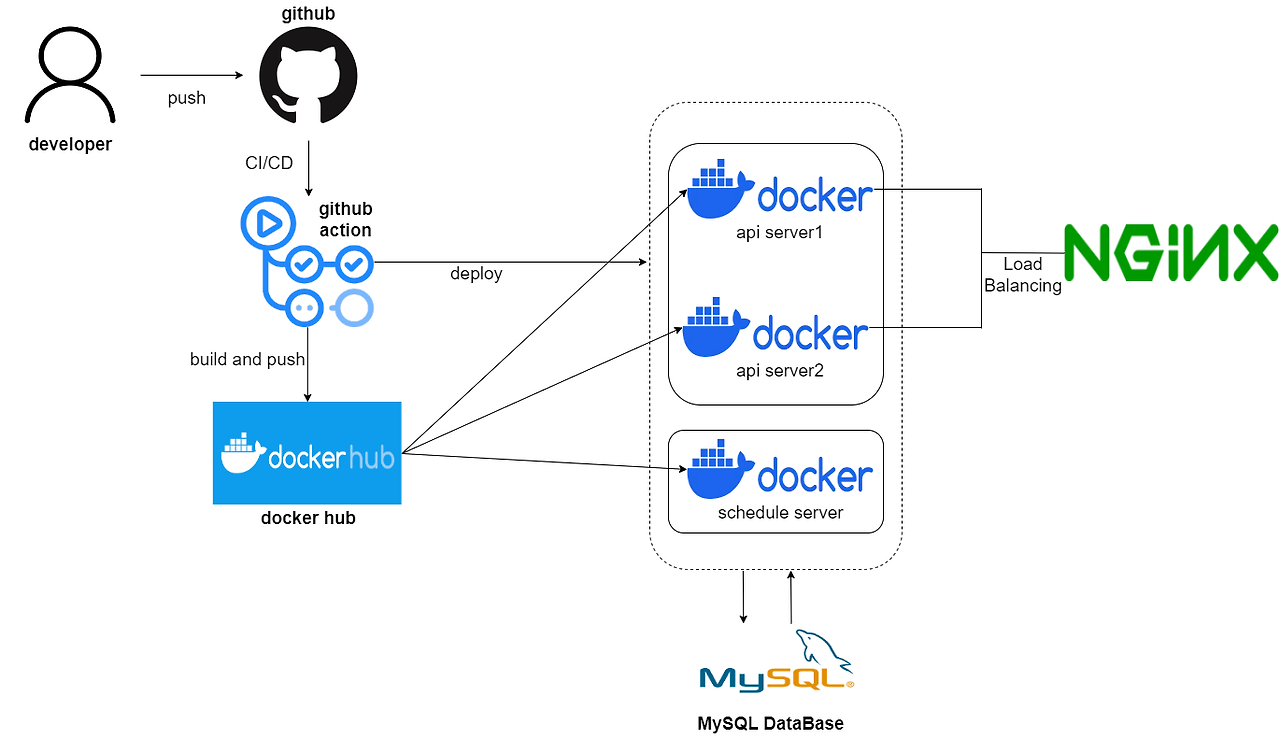 github
push
developer
CI/CD
github
action
deploy
build and push
docker hub
docker hub
docker
api server1
docker
api server2
docker
schedule server
Load
Balancing
NGiNX
MySQL®
MySQL DataBase